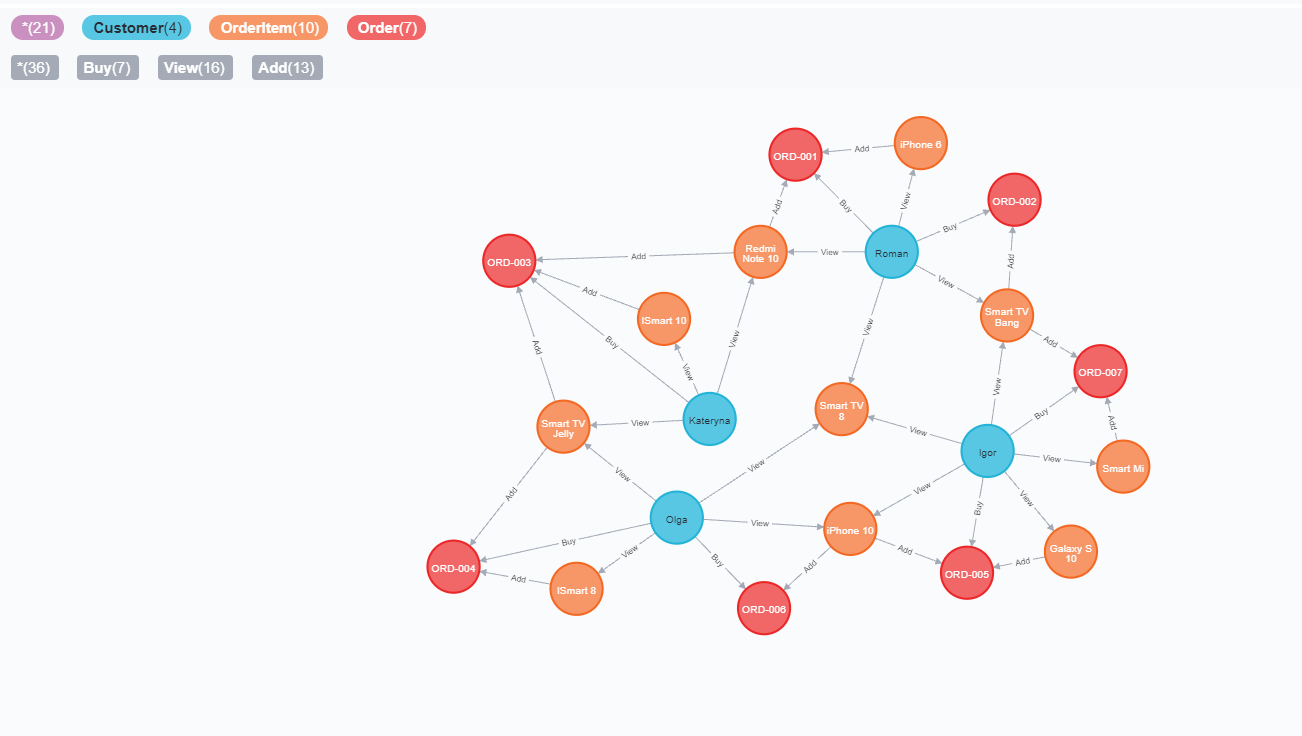 *(21) Customer(4) OrderItem(10) Order(7)
*(36) Buy(7) View(16) Add(13)
iPhone 6
Add
ORD-001
View
ORD-002
Add
Buy
Buy
Redmi
Note 10
View
Roman
Add
ORD-003
Add
View
Add
ISmart 10
Smart TV
Bang
View
Buy
View
Add
Add
View
ORD-007
View
Smart TV
8
Buy
Add
Kateryna
View
Smart TV
Jelly
View
Igor
View
Smart Mi
View
View
View
View
Add
Buy
Olga
View
iPhone 10
Buy
Add
Galaxy S
10
Add
View
Buy
Add
ORD-004
Add
ORD-005
ISmart 8
ORD-006